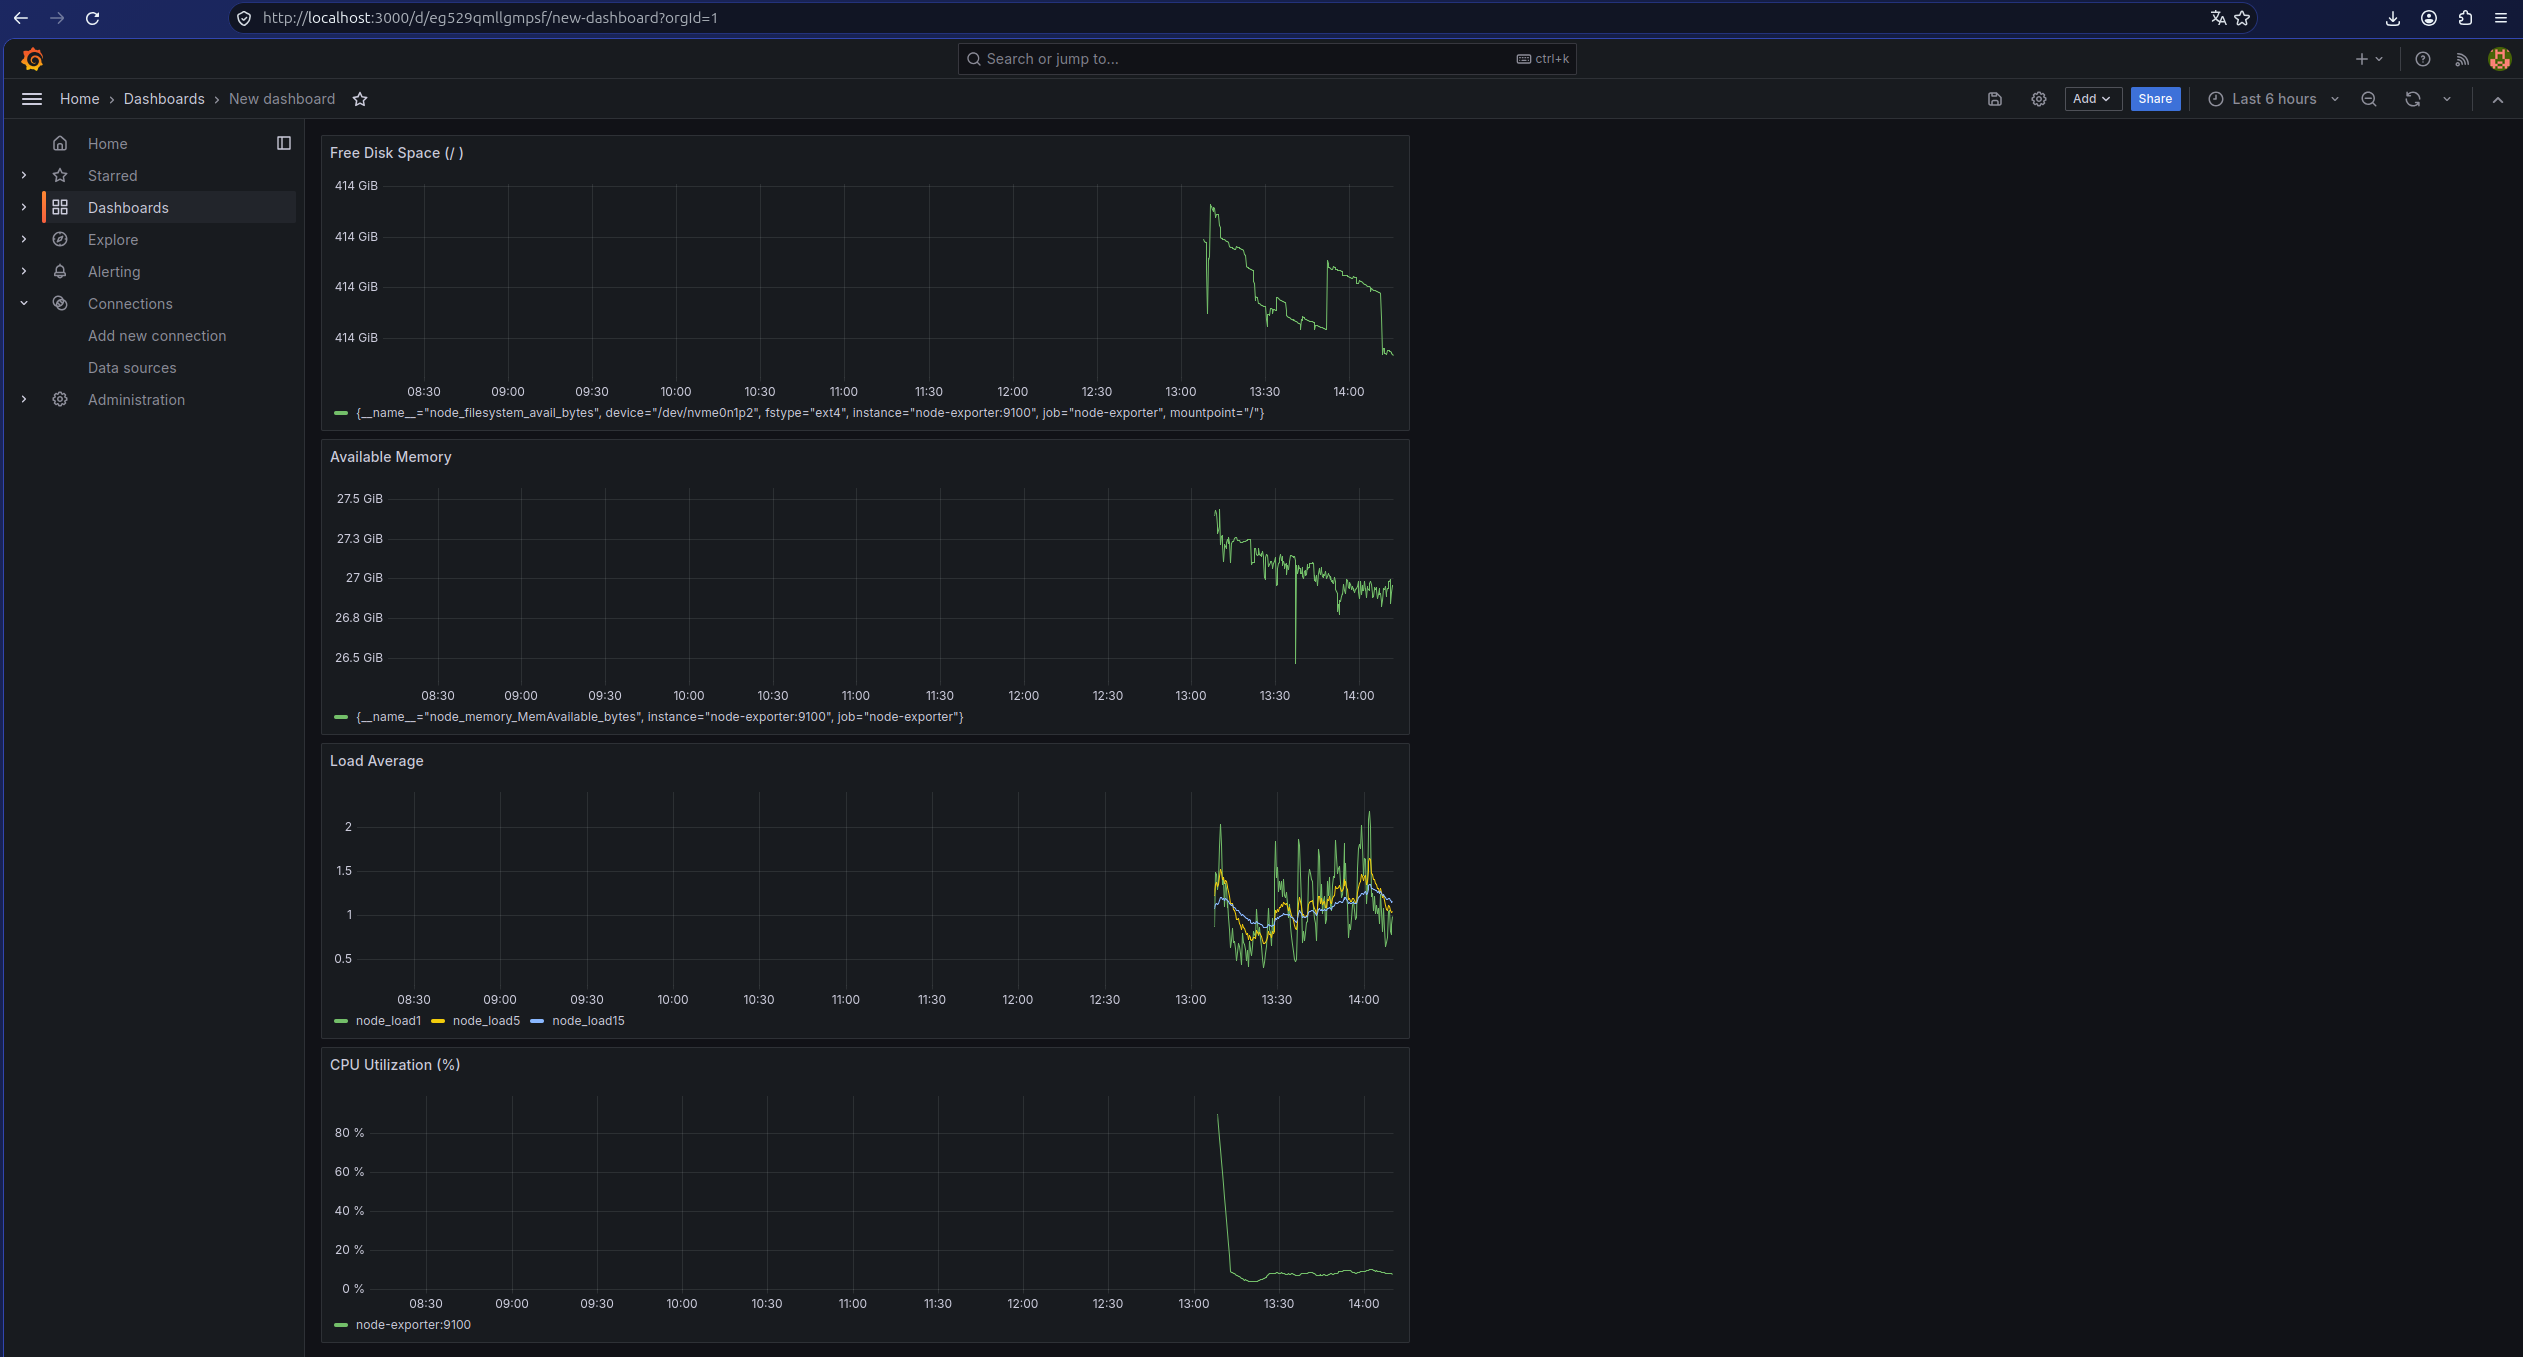 http://localhost:3000/d/eg529qmllgmpsf/new-dashboard?orgId=1
Search or jump to... ctrl+k
Home › Dashboards › New dashboard
Add
Share
Last 6 hours
Home
Starred
Dashboards
Explore
Alerting
Connections
Add new connection
Data sources
Administration
Free Disk Space (/ )
414 GiB
414 GiB
414 GiB
414 GiB
08:30 09:00 09:30 10:00 10:30 11:00 11:30 12:00 12:30 13:00 13:30 14:00
{__name__="node_filesystem_avail_bytes", device="/dev/nvme0n1p2", fstype="ext4", instance="node-exporter:9100", job="node-exporter", mountpoint="/"}
Available Memory
27.5 GiB
27.3 GiB
27 GiB
26.8 GiB
26.5 GiB
08:30 09:00 09:30 10:00 10:30 11:00 11:30 12:00 12:30 13:00 13:30 14:00
{__name__="node_memory_MemAvailable_bytes", instance="node-exporter:9100", job="node-exporter"}
Load Average
2
1.5
1
0.5
08:30 09:00 09:30 10:00 10:30 11:00 11:30 12:00 12:30 13:00 13:30 14:00
node_load1 node_load5 node_load15
CPU Utilization (%)
80 %
60 %
40 %
20 %
0 %
08:30 09:00 09:30 10:00 10:30 11:00 11:30 12:00 12:30 13:00 13:30 14:00
node-exporter:9100